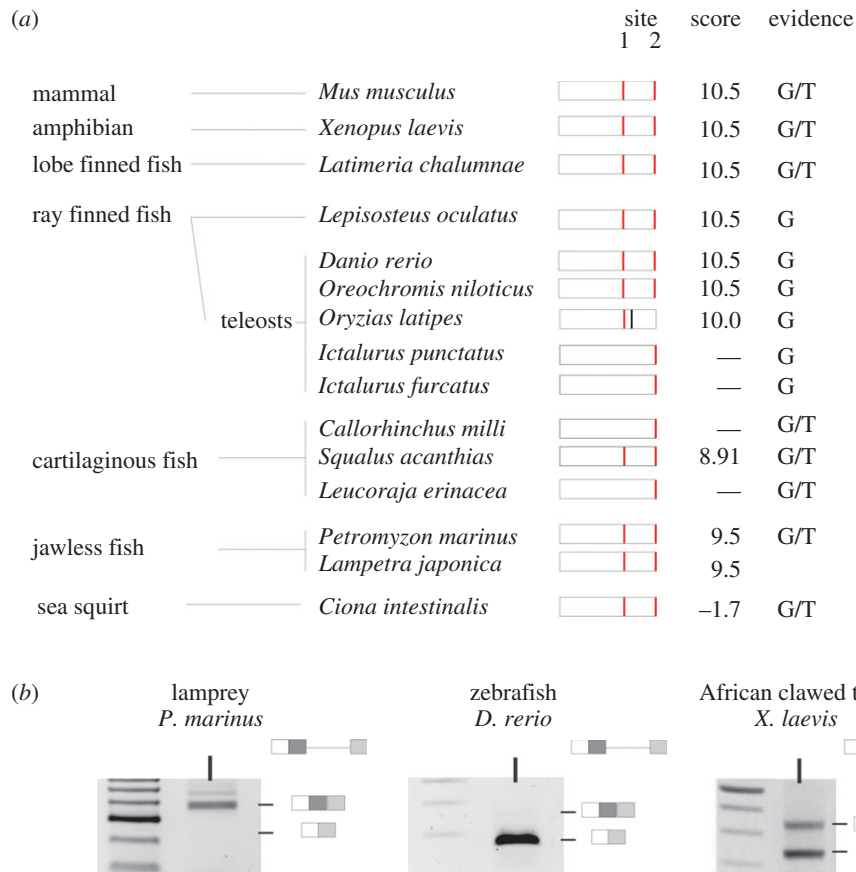 (a) site score evidence
1 2
mammal Mus musculus 10.5 G/T
amphibian Xenopus laevis 10.5 G/T
lobe finned fish Latimeria chalumnae 10.5 G/T
ray finned fish Lepisosteus oculatus 10.5 G
Danio rerio 10.5 G
Oreochromis niloticus 10.5 G
teleosts Oryzias latipes 10.0 G
Ictalurus punctatus — G
Ictalurus furcatus — G
Callorhinchus milli — G/T
cartilaginous fish Squalus acanthias 8.91 G/T
Leucoraja erinacea — G/T
Petromyzon marinus 9.5 G/T
jawless fish
Lampetra japonica 9.5
sea squirt Ciona intestinalis –1.7 G/T
(b) lamprey zebrafish African clawed t
P. marinus D. rerio X. laevis